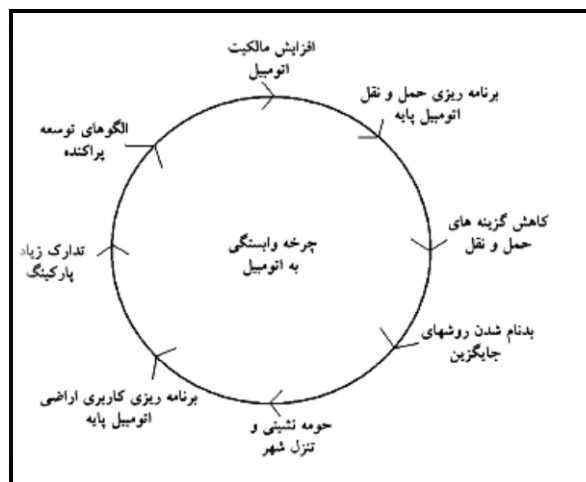 افزایش مالکیت
اتومبیل
برنامه ریزی حمل و نقل
اتومبیل پایه
کاهش گزینه های
حمل و نقل
بدنام شدن روشهای
جایگزین
حومه نشینی و
تنزل شهر
برنامه ریزی کاربری اراضی
اتومبیل پایه
تدارک زیاد
پارکینگ
الگوهای توسعه
پراکنده
چرخه وابستگی
به اتومبیل